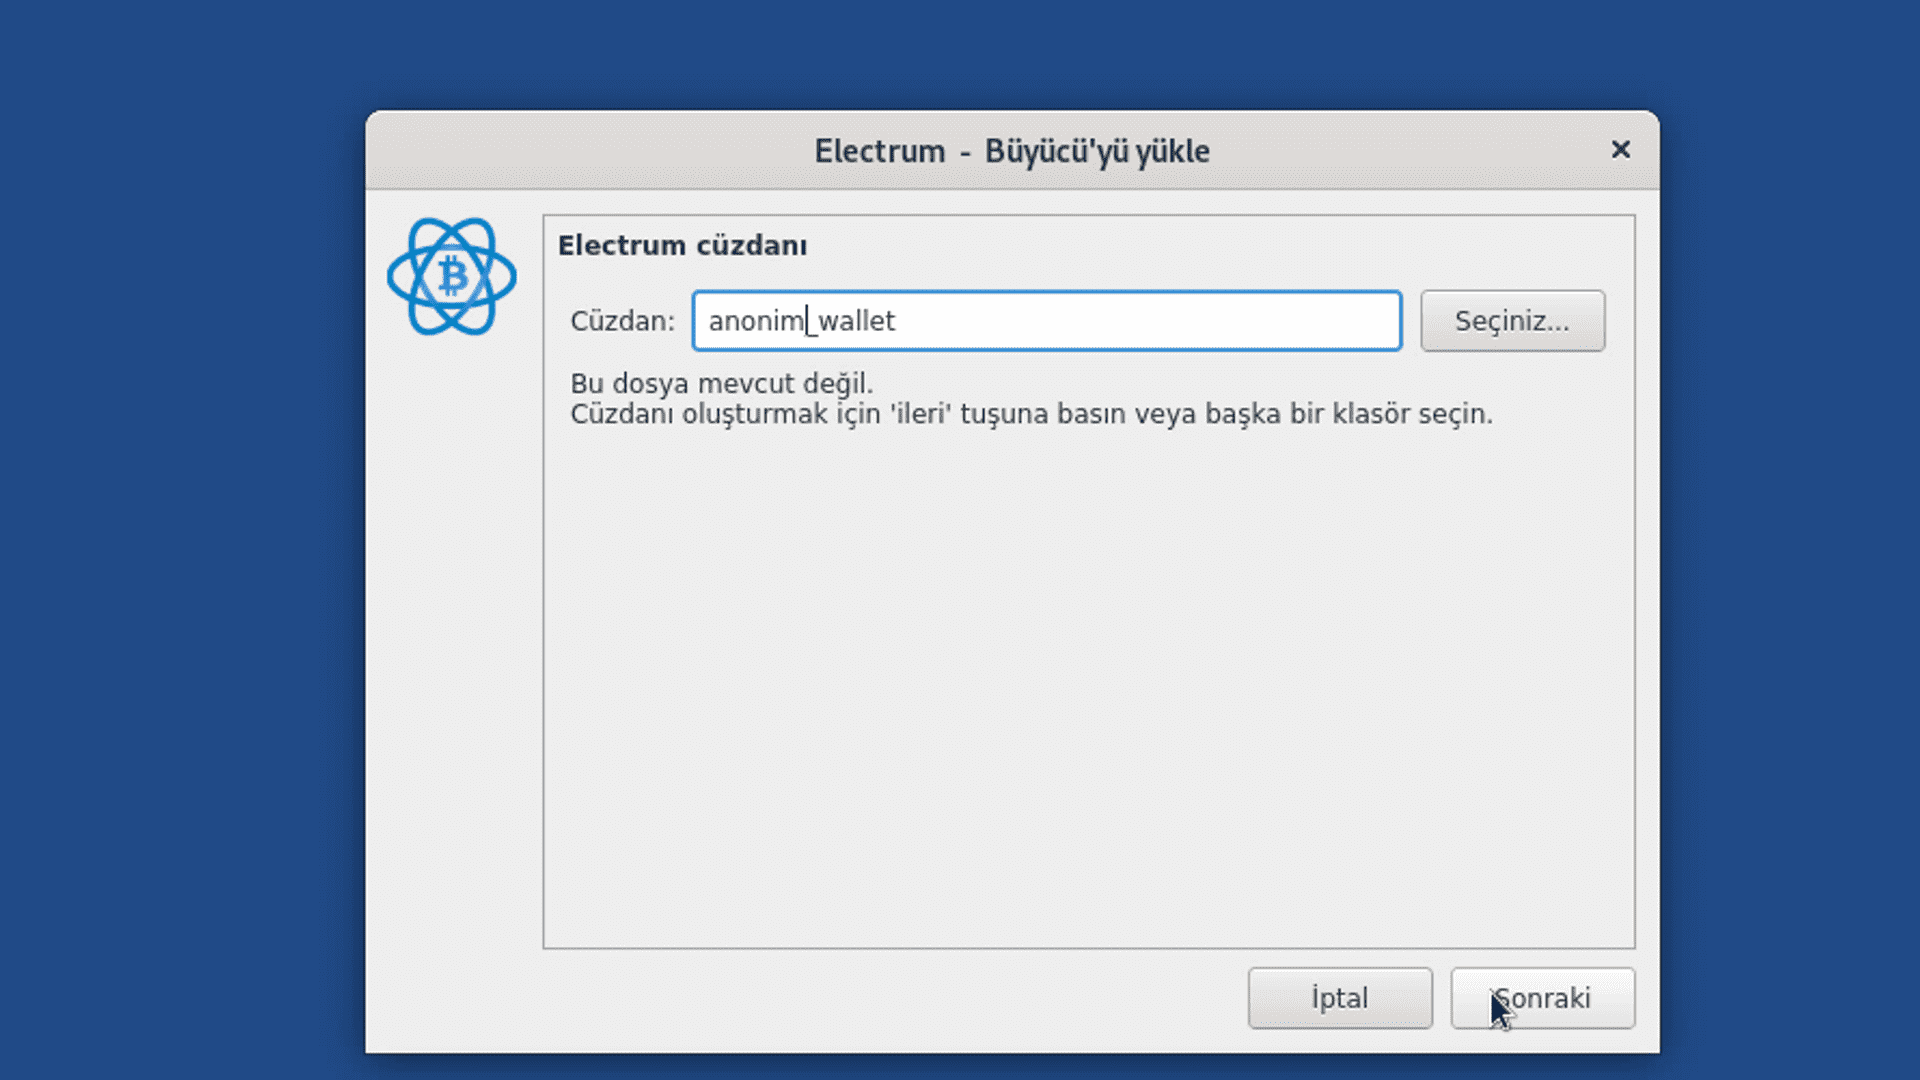 Electrum - Büyücü'yü yükle
Electrum cüzdanı
Cüzdan: anonim_wallet Seçiniz...
Bu dosya mevcut değil.
Cüzdanı oluşturmak için 'ileri' tuşuna basın veya başka bir klasör seçin.
İptal Sonraki